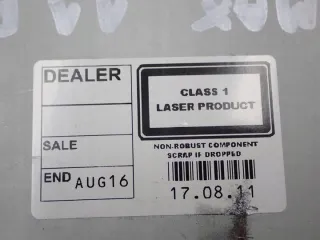 DEALER
CLASS 1
LASER PRODUCT
SALE
NON-ROBUST COMPONENT
SCRAP IF DROPPED
END AUG16
17.08.11